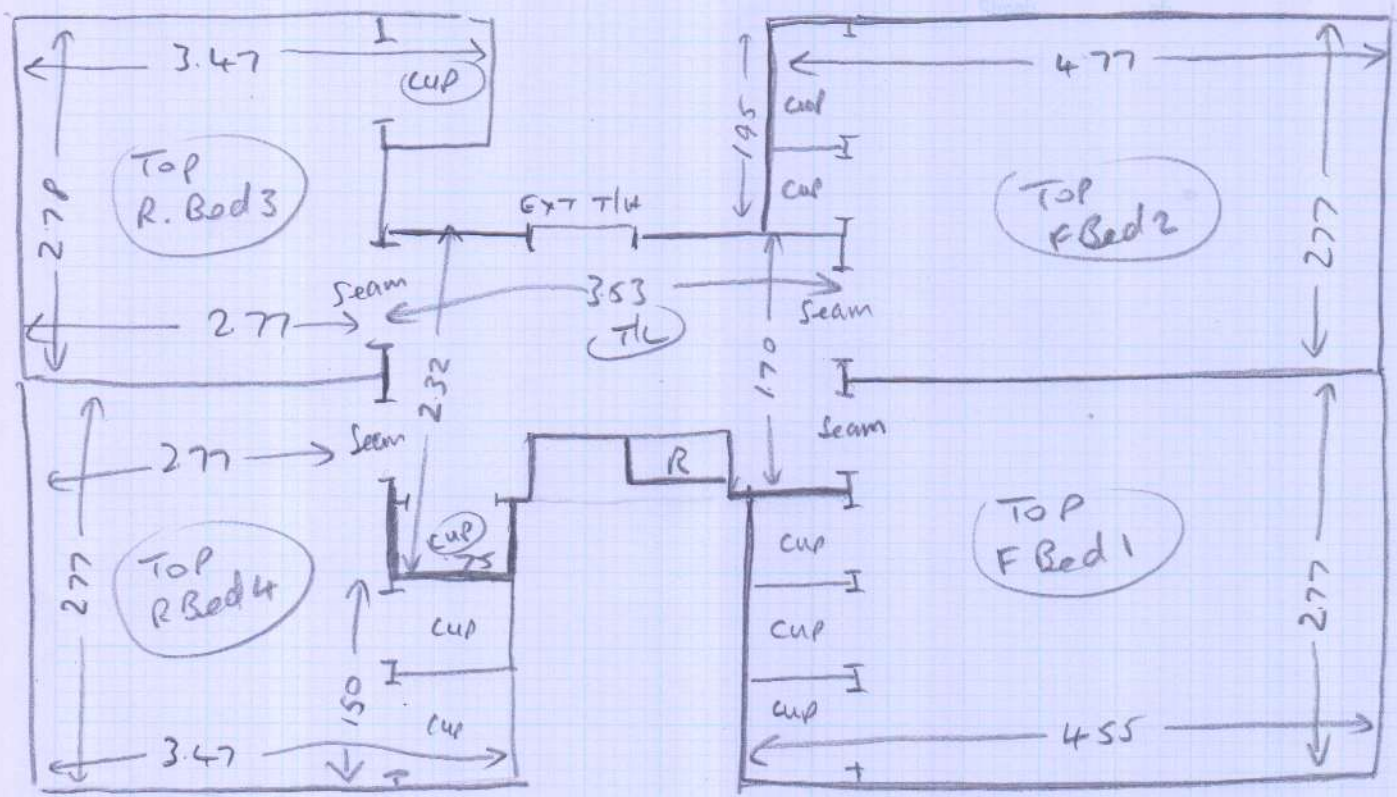 3.47
cup
Top
R. Bed 3
2.78
2.77
Seam
EXT T/H
3.53
T/L
2.32
1.70
1.95
cup
cup
4.77
Top
F Bed 2
2.77
Seam
2.77
Seam
Top
R Bed 4
2.77
cup
75
cup
cup
1.50
3.47
R
Seam
cup
cup
cup
Top
F Bed 1
2.77
4.55